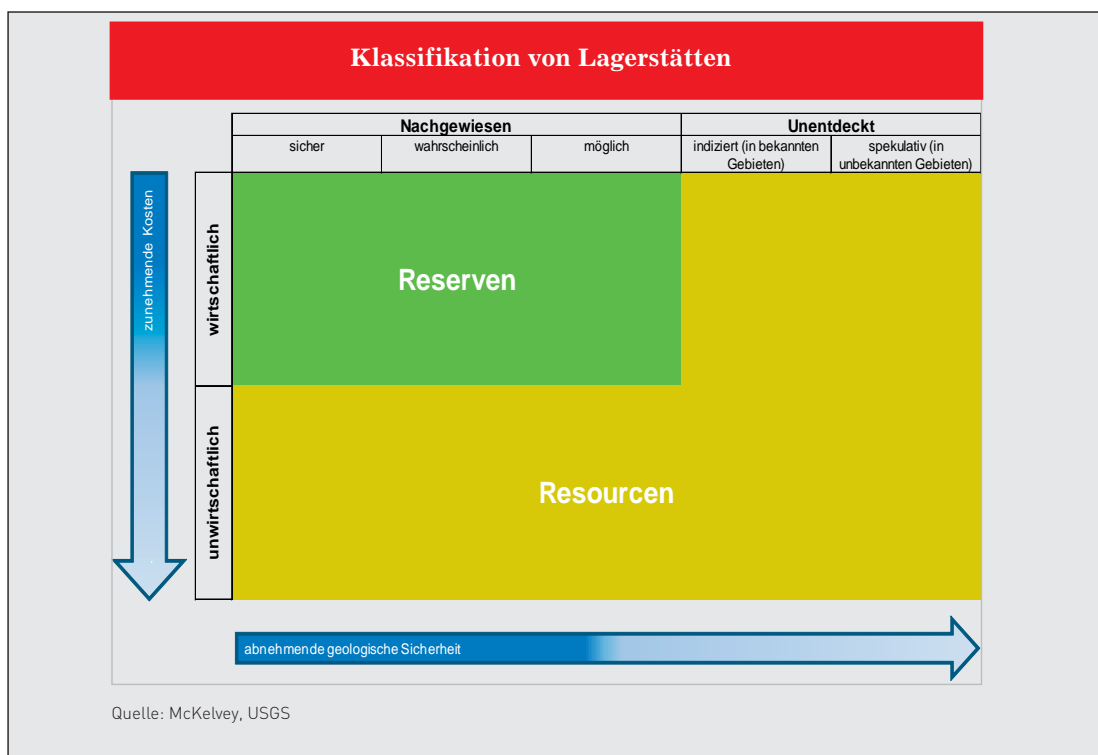 Klassifikation von Lagerstätten
Nachgewiesen
Unentdeckt
sicher
wahrscheinlich
möglich
indiziert (in bekannten
Gebieten)
spekulativ (in
unbekannten Gebieten)
zunehmende Kosten
wirtschaftlich
Reserven
unwirtschaftlich
Resourcen
abnehmende geologische Sicherheit
Quelle: McKelvey, USGS